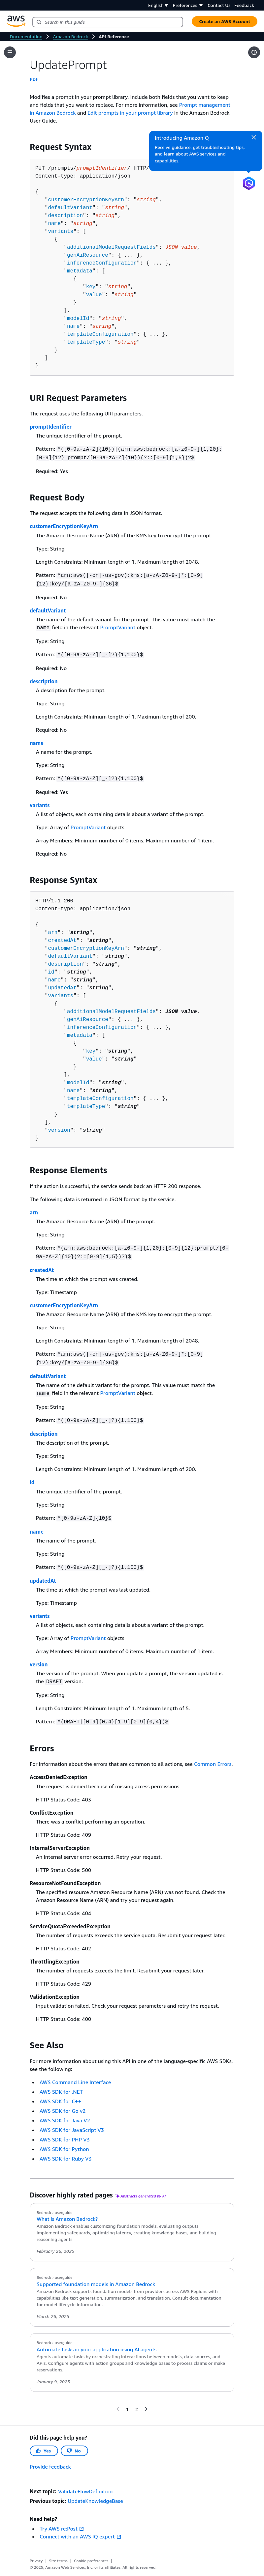 English Preferences Contact Us Feedback
aws Search in this guide Create an AWS Account
Documentation > Amazon Bedrock > API Reference
UpdatePrompt
PDF
Modifies a prompt in your prompt library. Include both fields that you want to keep
and fields that you want to replace. For more information, see Prompt management
in Amazon Bedrock and Edit prompts in your prompt library in the Amazon Bedrock
User Guide.
Introducing Amazon Q
Receive guidance, get troubleshooting tips,
and learn about AWS services and
capabilities.
Request Syntax
PUT /prompts/promptIdentifier/ HTTP/
Content-type: application/json
{
"customerEncryptionKeyArn": "string",
"defaultVariant": "string",
"description": "string",
"name": "string",
"variants": [
{
"additionalModelRequestFields": JSON value,
"genAiResource": { ... },
"inferenceConfiguration": { ... },
"metadata": [
{
"key": "string",
"value": "string"
}
],
"modelId": "string",
"name": "string",
"templateConfiguration": { ... },
"templateType": "string"
}
]
}
URI Request Parameters
The request uses the following URI parameters.
promptIdentifier
The unique identifier of the prompt.
Pattern: ^([0-9a-zA-Z]{10})|(arn:aws:bedrock:[a-z0-9-]{1,20}:
[0-9]{12}:prompt/[0-9a-zA-Z]{10})(?::[0-9]{1,5})?$
Required: Yes
Request Body
The request accepts the following data in JSON format.
customerEncryptionKeyArn
The Amazon Resource Name (ARN) of the KMS key to encrypt the prompt.
Type: String
Length Constraints: Minimum length of 1. Maximum length of 2048.
Pattern: ^arn:aws(|-cn|-us-gov):kms:[a-zA-Z0-9-]*:[0-9]
{12}:key/[a-zA-Z0-9-]{36}$
Required: No
defaultVariant
The name of the default variant for the prompt. This value must match the
name field in the relevant PromptVariant object.
Type: String
Pattern: ^([0-9a-zA-Z][_-]?){1,100}$
Required: No
description
A description for the prompt.
Type: String
Length Constraints: Minimum length of 1. Maximum length of 200.
Required: No
name
A name for the prompt.
Type: String
Pattern: ^([0-9a-zA-Z][_-]?){1,100}$
Required: Yes
variants
A list of objects, each containing details about a variant of the prompt.
Type: Array of PromptVariant objects
Array Members: Minimum number of 0 items. Maximum number of 1 item.
Required: No
Response Syntax
HTTP/1.1 200
Content-type: application/json
{
"arn": "string",
"createdAt": "string",
"customerEncryptionKeyArn": "string",
"defaultVariant": "string",
"description": "string",
"id": "string",
"name": "string",
"updatedAt": "string",
"variants": [
{
"additionalModelRequestFields": JSON value,
"genAiResource": { ... },
"inferenceConfiguration": { ... },
"metadata": [
{
"key": "string",
"value": "string"
}
],
"modelId": "string",
"name": "string",
"templateConfiguration": { ... },
"templateType": "string"
}
],
"version": "string"
}
Response Elements
If the action is successful, the service sends back an HTTP 200 response.
The following data is returned in JSON format by the service.
arn
The Amazon Resource Name (ARN) of the prompt.
Type: String
Pattern: ^(arn:aws:bedrock:[a-z0-9-]{1,20}:[0-9]{12}:prompt/[0-
9a-zA-Z]{10}(?::[0-9]{1,5})?)$
createdAt
The time at which the prompt was created.
Type: Timestamp
customerEncryptionKeyArn
The Amazon Resource Name (ARN) of the KMS key to encrypt the prompt.
Type: String
Length Constraints: Minimum length of 1. Maximum length of 2048.
Pattern: ^arn:aws(|-cn|-us-gov):kms:[a-zA-Z0-9-]*:[0-9]
{12}:key/[a-zA-Z0-9-]{36}$
defaultVariant
The name of the default variant for the prompt. This value must match the
name field in the relevant PromptVariant object.
Type: String
Pattern: ^([0-9a-zA-Z][_-]?){1,100}$
description
The description of the prompt.
Type: String
Length Constraints: Minimum length of 1. Maximum length of 200.
id
The unique identifier of the prompt.
Type: String
Pattern: ^[0-9a-zA-Z]{10}$
name
The name of the prompt.
Type: String
Pattern: ^([0-9a-zA-Z][_-]?){1,100}$
updatedAt
The time at which the prompt was last updated.
Type: Timestamp
variants
A list of objects, each containing details about a variant of the prompt.
Type: Array of PromptVariant objects
Array Members: Minimum number of 0 items. Maximum number of 1 item.
version
The version of the prompt. When you update a prompt, the version updated is
the DRAFT version.
Type: String
Length Constraints: Minimum length of 1. Maximum length of 5.
Pattern: ^(DRAFT|[0-9]{0,4}[1-9][0-9]{0,4})$
Errors
For information about the errors that are common to all actions, see Common Errors.
AccessDeniedException
The request is denied because of missing access permissions.
HTTP Status Code: 403
ConflictException
There was a conflict performing an operation.
HTTP Status Code: 409
InternalServerException
An internal server error occurred. Retry your request.
HTTP Status Code: 500
ResourceNotFoundException
The specified resource Amazon Resource Name (ARN) was not found. Check the
Amazon Resource Name (ARN) and try your request again.
HTTP Status Code: 404
ServiceQuotaExceededException
The number of requests exceeds the service quota. Resubmit your request later.
HTTP Status Code: 402
ThrottlingException
The number of requests exceeds the limit. Resubmit your request later.
HTTP Status Code: 429
ValidationException
Input validation failed. Check your request parameters and retry the request.
HTTP Status Code: 400
See Also
For more information about using this API in one of the language-specific AWS SDKs,
see the following:
AWS Command Line Interface
AWS SDK for .NET
AWS SDK for C++
AWS SDK for Go v2
AWS SDK for Java V2
AWS SDK for JavaScript V3
AWS SDK for PHP V3
AWS SDK for Python
AWS SDK for Ruby V3
Discover highly rated pages Abstracts generated by AI
Bedrock › userguide
What is Amazon Bedrock?
Amazon Bedrock enables customizing foundation models, evaluating outputs,
implementing safeguards, optimizing latency, creating knowledge bases, and building
reasoning agents.
February 26, 2025
Bedrock › userguide
Supported foundation models in Amazon Bedrock
Amazon Bedrock supports foundation models from providers across AWS Regions with
capabilities like text generation, summarization, and translation. Consult documentation
for model lifecycle information.
March 26, 2025
Bedrock › userguide
Automate tasks in your application using AI agents
Agents automate tasks by orchestrating interactions between models, data sources, and
APIs. Configure agents with action groups and knowledge bases to process claims or make
reservations.
January 9, 2025
1 2
Did this page help you?
Yes No
Provide feedback
Next topic: ValidateFlowDefinition
Previous topic: UpdateKnowledgeBase
Need help?
Try AWS re:Post
Connect with an AWS IQ expert
Privacy | Site terms | Cookie preferences |
© 2025, Amazon Web Services, Inc. or its affiliates. All rights reserved.